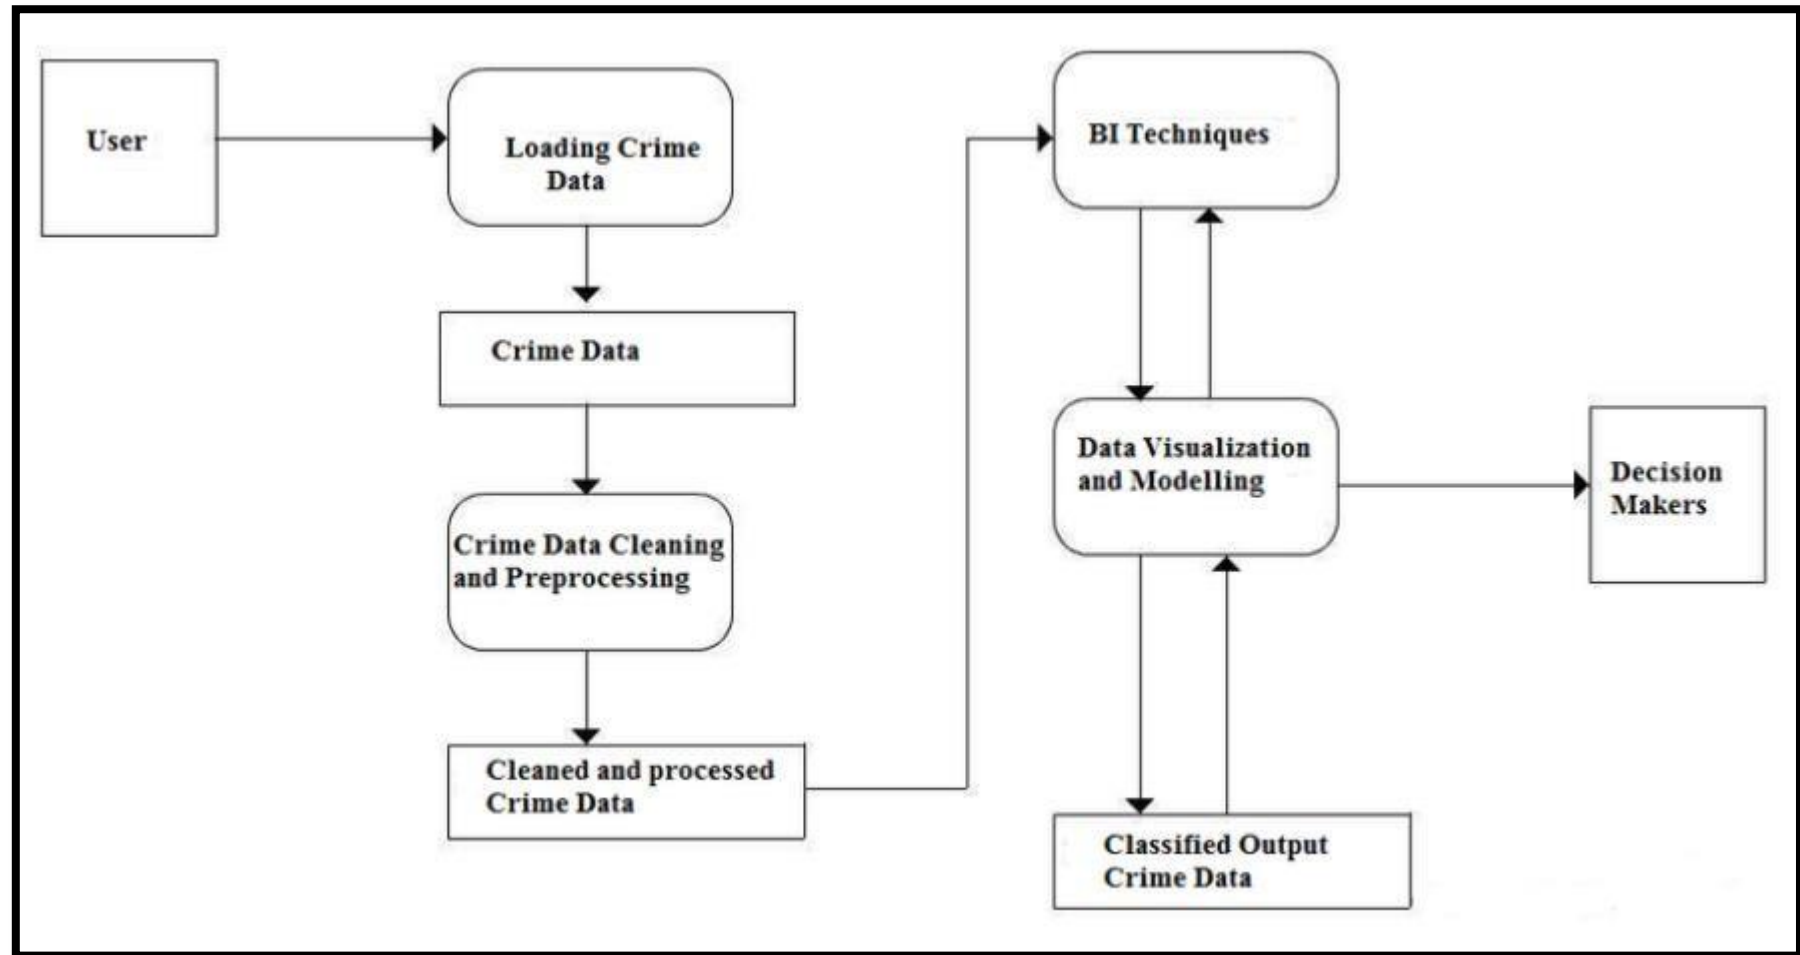 User
Loading Crime
Data
Crime Data
Crime Data Cleaning
and Preprocessing
Cleaned and processed
Crime Data
BI Techniques
Data Visualization
and Modelling
Decision
Makers
Classified Output
Crime Data